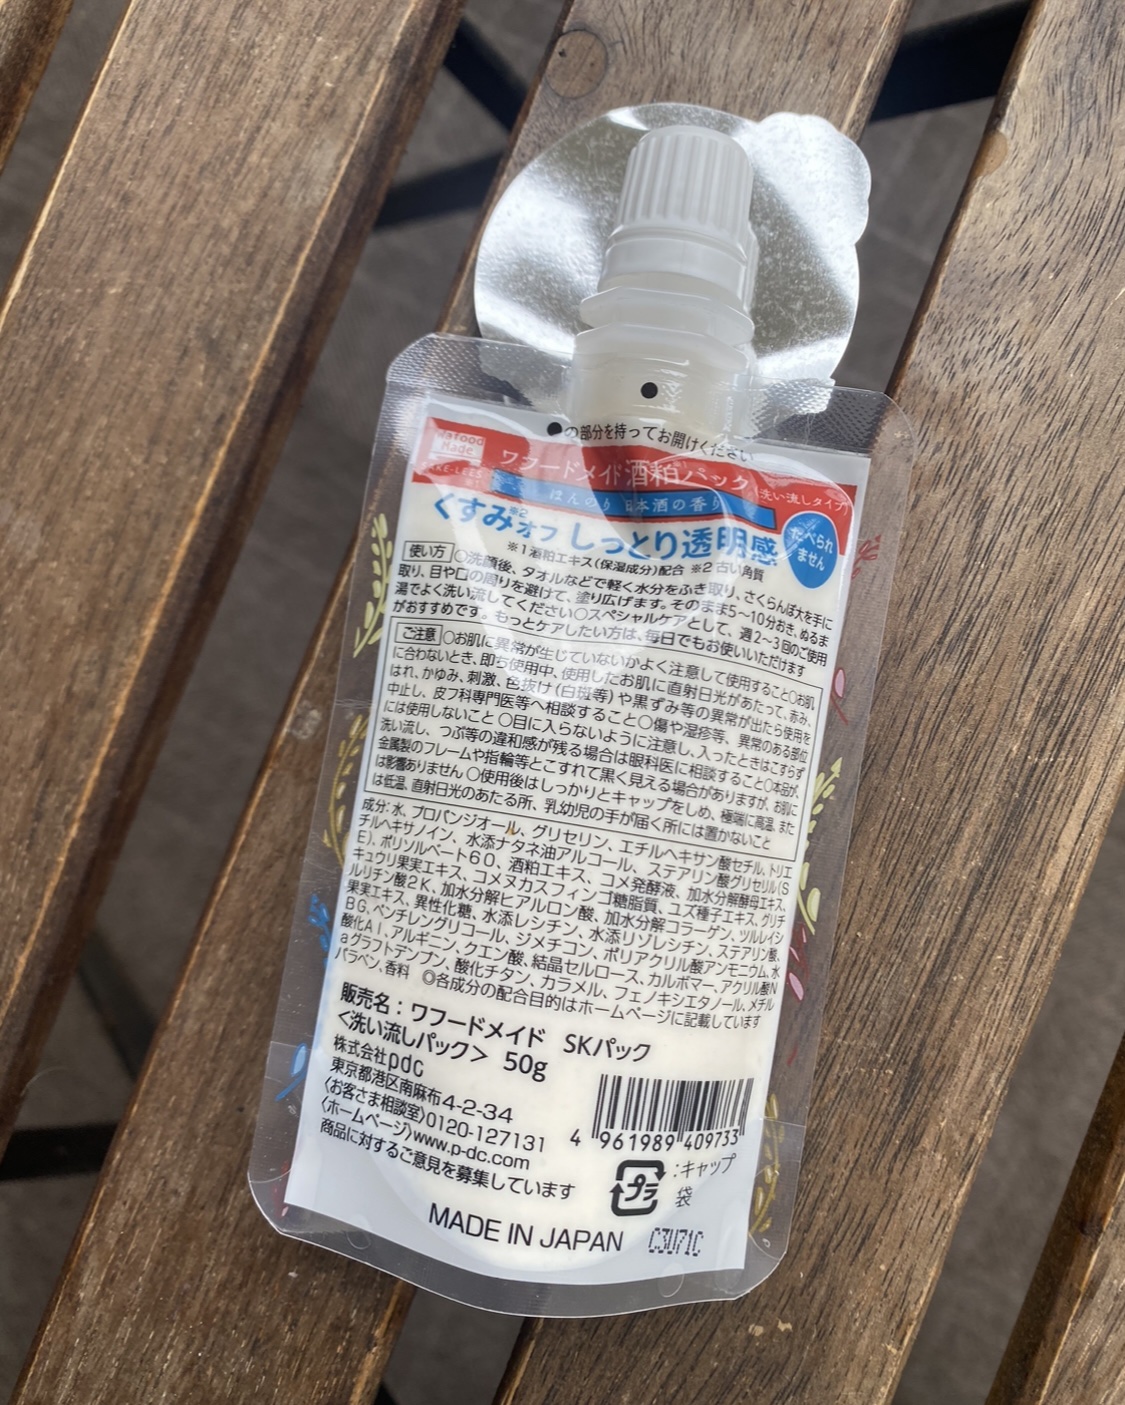 ●の部分を持ってお開けください
Wafood
Made
KE-LEES
ワフードメイド酒粕パック(洗い流しタイプ)
ほんのり 日本酒の香り
くすみ※2オフ しっとり透明感
たべられ
ません
※1酒粕エキス(保湿成分)配合 ※2 古い角質
使い方 〇洗顔後、タオルなどで軽く水分をふき取り、さくらんぼ大を手に
取り、目や口の周りを避けて、塗り広げます。そのまま5~10分おき、ぬるま
湯でよく洗い流してください〇スペシャルケアとして、週2~3回のご使用
がおすすめです。もっとケアしたい方は、毎日でもお使いいただけます
ご注意 〇お肌に異常が生じていないかよく注意して使用すること〇お肌
に合わないとき、即ち使用中、使用したお肌に直射日光があたって、赤み、
はれ、かゆみ、刺激、色抜け(白斑等)や黒ずみ等の異常が出たら使用を
中止し、皮フ科専門医等へ相談すること〇傷や湿疹等、異常のある部位
には使用しないこと 〇目に入らないように注意し、入ったときはこすらず
洗い流し、つぶ等の違和感が残る場合は眼科医に相談すること〇本品が、
金属製のフレームや指輪等とこすれて黒く見える場合がありますが、お肌に
は影響ありません 〇使用後はしっかりとキャップをしめ、極端に高温、また
は低温、直射日光のあたる所、乳幼児の手が届く所には置かないこと
成分:水、プロパンジオール、グリセリン、エチルヘキサン酸セチル、トリエ
チルヘキサノイン、水添ナタネ油アルコール、ステアリン酸グリセリル(S
E)、ポリソルベート60、酒粕エキス、コメ発酵液、加水分解酵母エキス、
キュウリ果実エキス、コメヌカスフィンゴ糖脂質、ユズ種子エキス、グリチ
ルリチン酸2K、加水分解ヒアルロン酸、加水分解コラーゲン、ツルレイシ
果実エキス、異性化糖、水添レシチン、水添リゾレシチン、ステアリン酸、
BG、ペンチレングリコール、ジメチコン、ポリアクリル酸アンモニウム、水
酸化Al、アルギニン、クエン酸、結晶セルロース、カルボマー、アクリル酸N
aグラフトデンプン、酸化チタン、カラメル、フェノキシエタノール、メチル
パラベン、香料 ◎各成分の配合目的はホームページに記載しています
販売名:ワフードメイド SKパック
<洗い流しパック> 50g
株式会社pdc
東京都港区南麻布4-2-34
〈お客さま相談室〉0120-127131
〈ホームページ〉www.p-dc.com
商品に対するご意見を募集しています
4 961989 409733
プラ
:キャップ
袋
MADE IN JAPAN
C3U71C